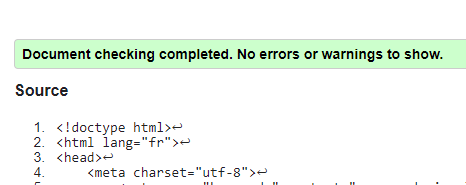 Document checking completed. No errors or warnings to show.
Source
1. <!doctype html>↩
2. <html lang="fr">↩
3. <head>↩
4. <meta charset="utf-8">↩